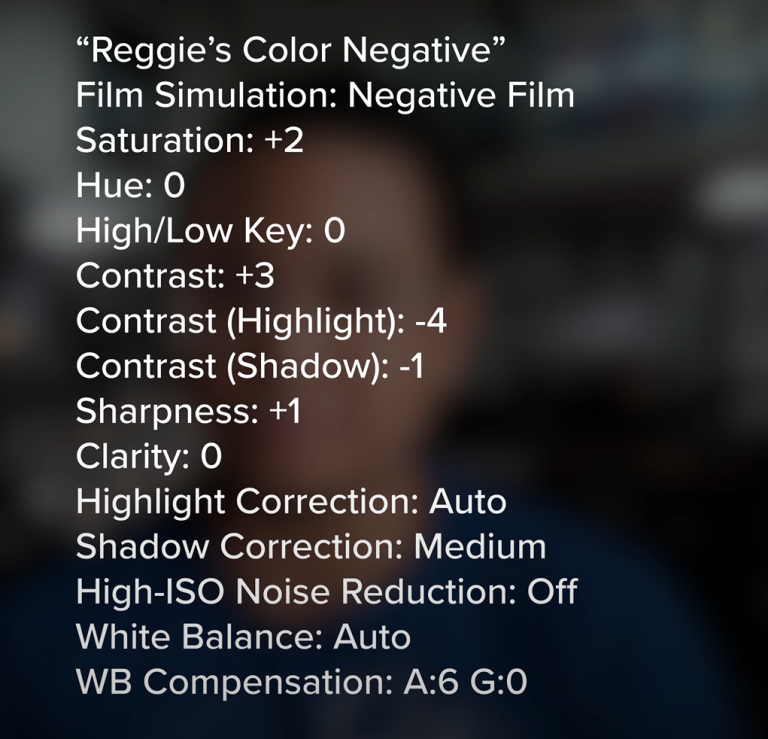 “Reggie’s Color Negative”
Film Simulation: Negative Film
Saturation: +2
Hue: 0
High/Low Key: 0
Contrast: +3
Contrast (Highlight): -4
Contrast (Shadow): -1
Sharpness: +1
Clarity: 0
Highlight Correction: Auto
Shadow Correction: Medium
High-ISO Noise Reduction: Off
White Balance: Auto
WB Compensation: A:6 G:0